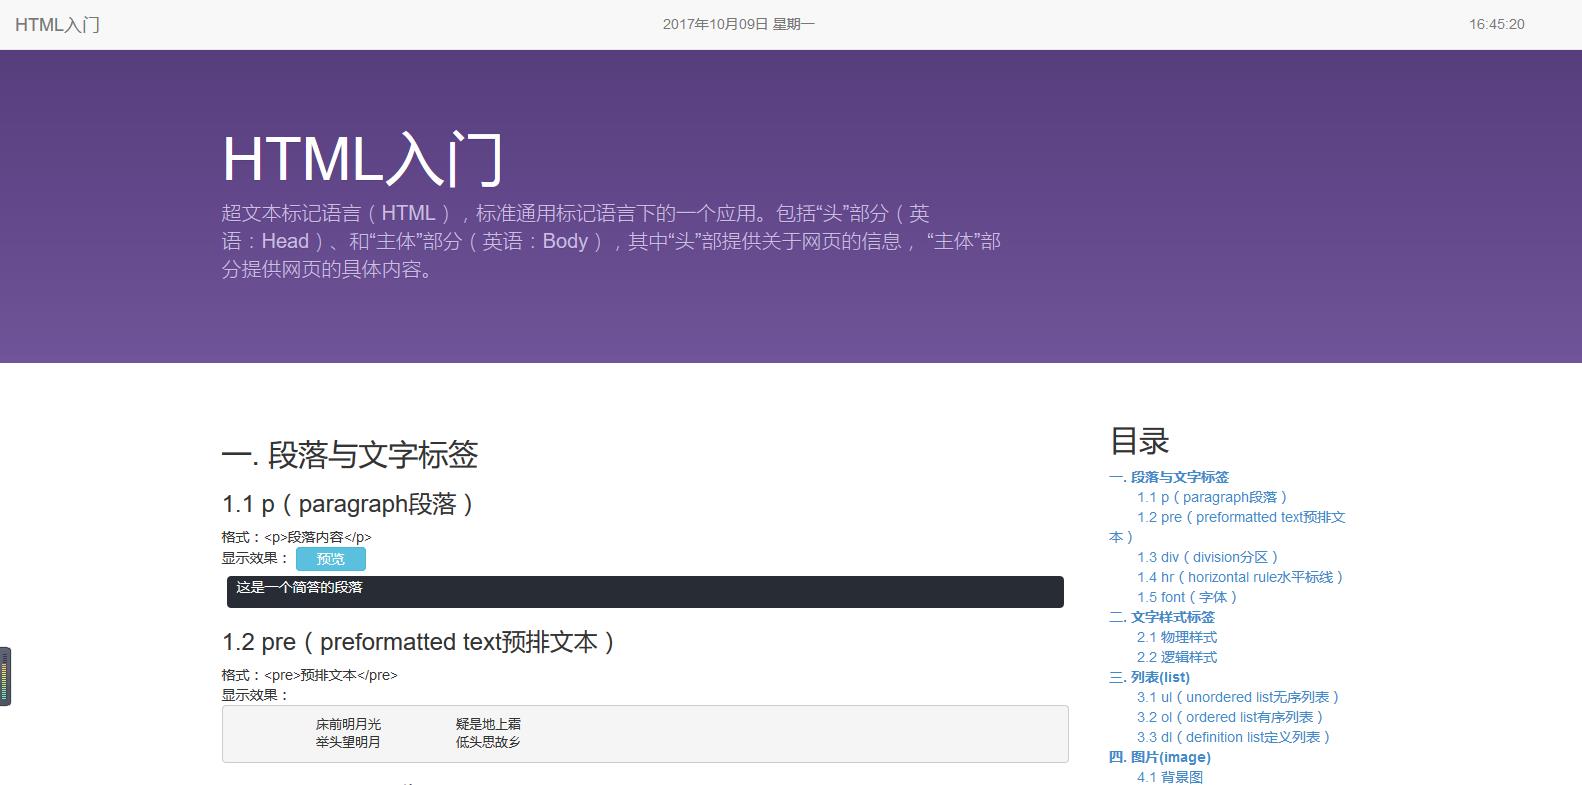 HTML入门
2017年10月09日 星期一
16:45:20
HTML入门
超文本标记语言（HTML），标准通用标记语言下的一个应用。包括“头”部分（英
语：Head）、和“主体”部分（英语：Body），其中“头”部提供关于网页的信息，“主体”部
分提供网页的具体内容。
一. 段落与文字标签
1.1 p（paragraph段落）
格式：<p>段落内容</p>
显示效果： 预览
这是一个简答的段落
1.2 pre（preformatted text预排文本）
格式：<pre>预排文本</pre>
显示效果：
床前明月光 疑是地上霜
举头望明月 低头思故乡
目录
一. 段落与文字标签
1.1 p（paragraph段落）
1.2 pre（preformatted text预排文
本）
1.3 div（division分区）
1.4 hr（horizontal rule水平标线）
1.5 font（字体）
二. 文字样式标签
2.1 物理样式
2.2 逻辑样式
三. 列表(list)
3.1 ul（unordered list无序列表）
3.2 ol（ordered list有序列表）
3.3 dl（definition list定义列表）
四. 图片(image)
4.1 背景图